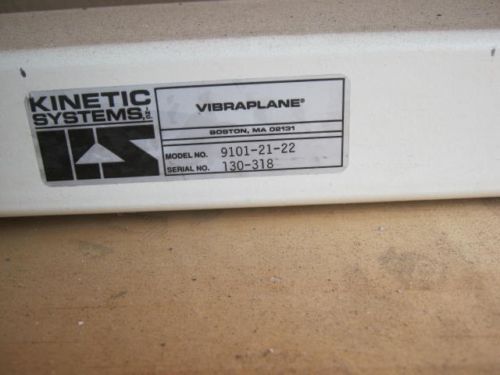 KINETIC
SYSTEMS, INC.
VIBRAPLANE®
BOSTON, MA 02131
MODEL NO. 9101-21-22
SERIAL NO. 130-318